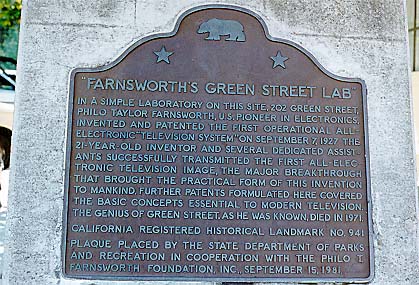 "FARNSWORTH'S GREEN STREET LAB"
IN A SIMPLE LABORATORY ON THIS SITE, 202 GREEN STREET,
PHILO TAYLOR FARNSWORTH, U.S. PIONEER IN ELECTRONICS,
INVENTED AND PATENTED THE FIRST OPERATIONAL ALL-
ELECTRONIC "TELEVISION SYSTEM." ON SEPTEMBER 7, 1927 THE
21-YEAR-OLD INVENTOR AND SEVERAL DEDICATED ASSIST-
ANTS SUCCESSFULLY TRANSMITTED THE FIRST ALL-ELEC-
TRONIC TELEVISION IMAGE, THE MAJOR BREAKTHROUGH
THAT BROUGHT THE PRACTICAL FORM OF THIS INVENTION
TO MANKIND. FURTHER PATENTS FORMULATED HERE COVERED
THE BASIC CONCEPTS ESSENTIAL TO MODERN TELEVISION.
THE GENIUS OF GREEN STREET, AS HE WAS KNOWN, DIED IN 1971.
CALIFORNIA REGISTERED HISTORICAL LANDMARK NO. 941
PLAQUE PLACED BY THE STATE DEPARTMENT OF PARKS
AND RECREATION IN COOPERATION WITH THE PHILO T.
FARNSWORTH FOUNDATION, INC., SEPTEMBER 15, 1981.